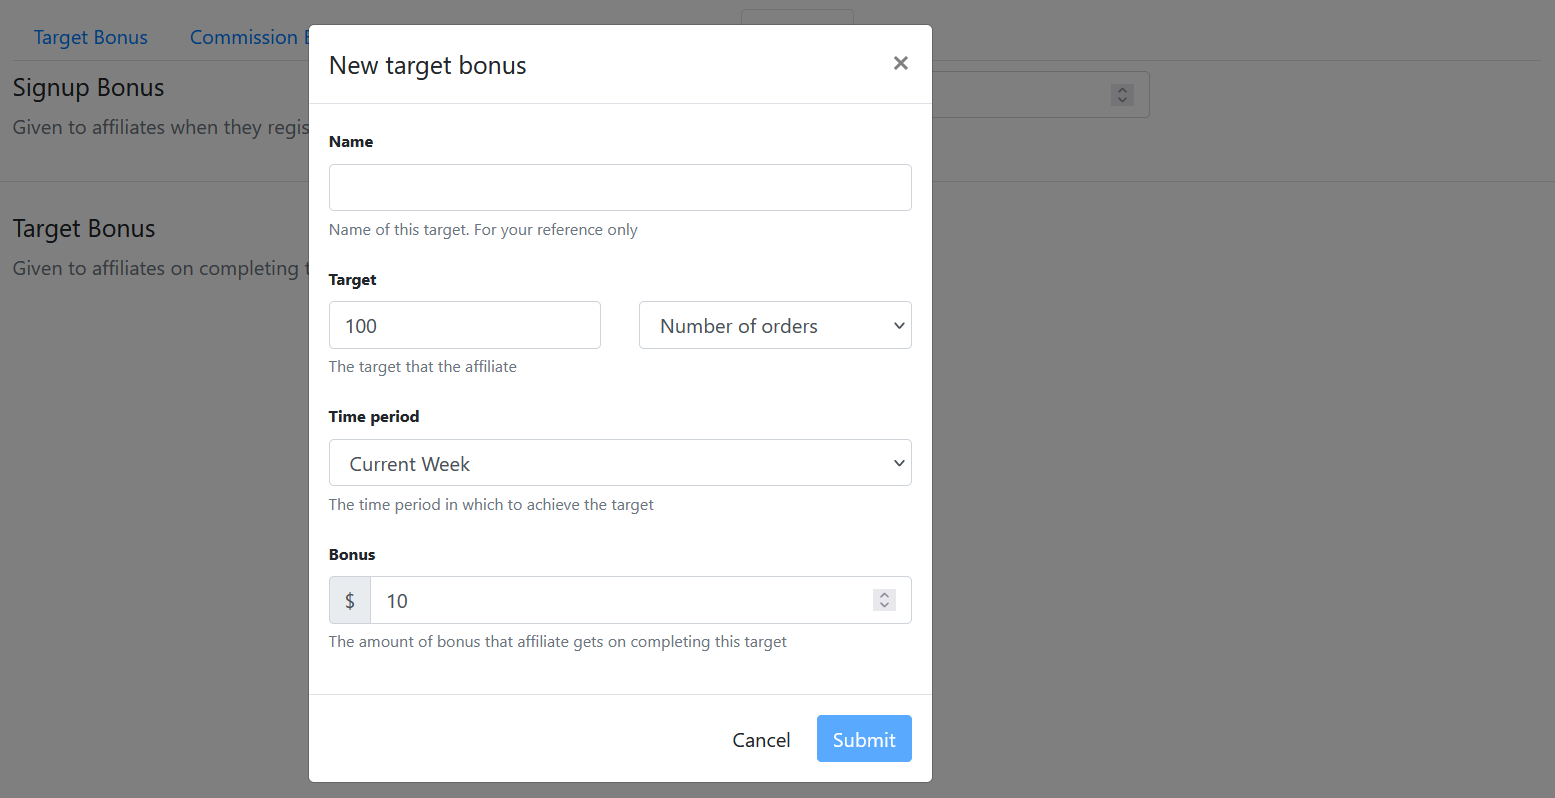 Target Bonus
Commission
New target bonus
×
Signup Bonus
Given to affiliates when they regis
Name
Name of this target. For your reference only
Target Bonus
Given to affiliates on completing
Target
100
Number of orders
The target that the affiliate
Time period
Current Week
The time period in which to achieve the target
Bonus
$ 10
The amount of bonus that affiliate gets on completing this target
Cancel Submit